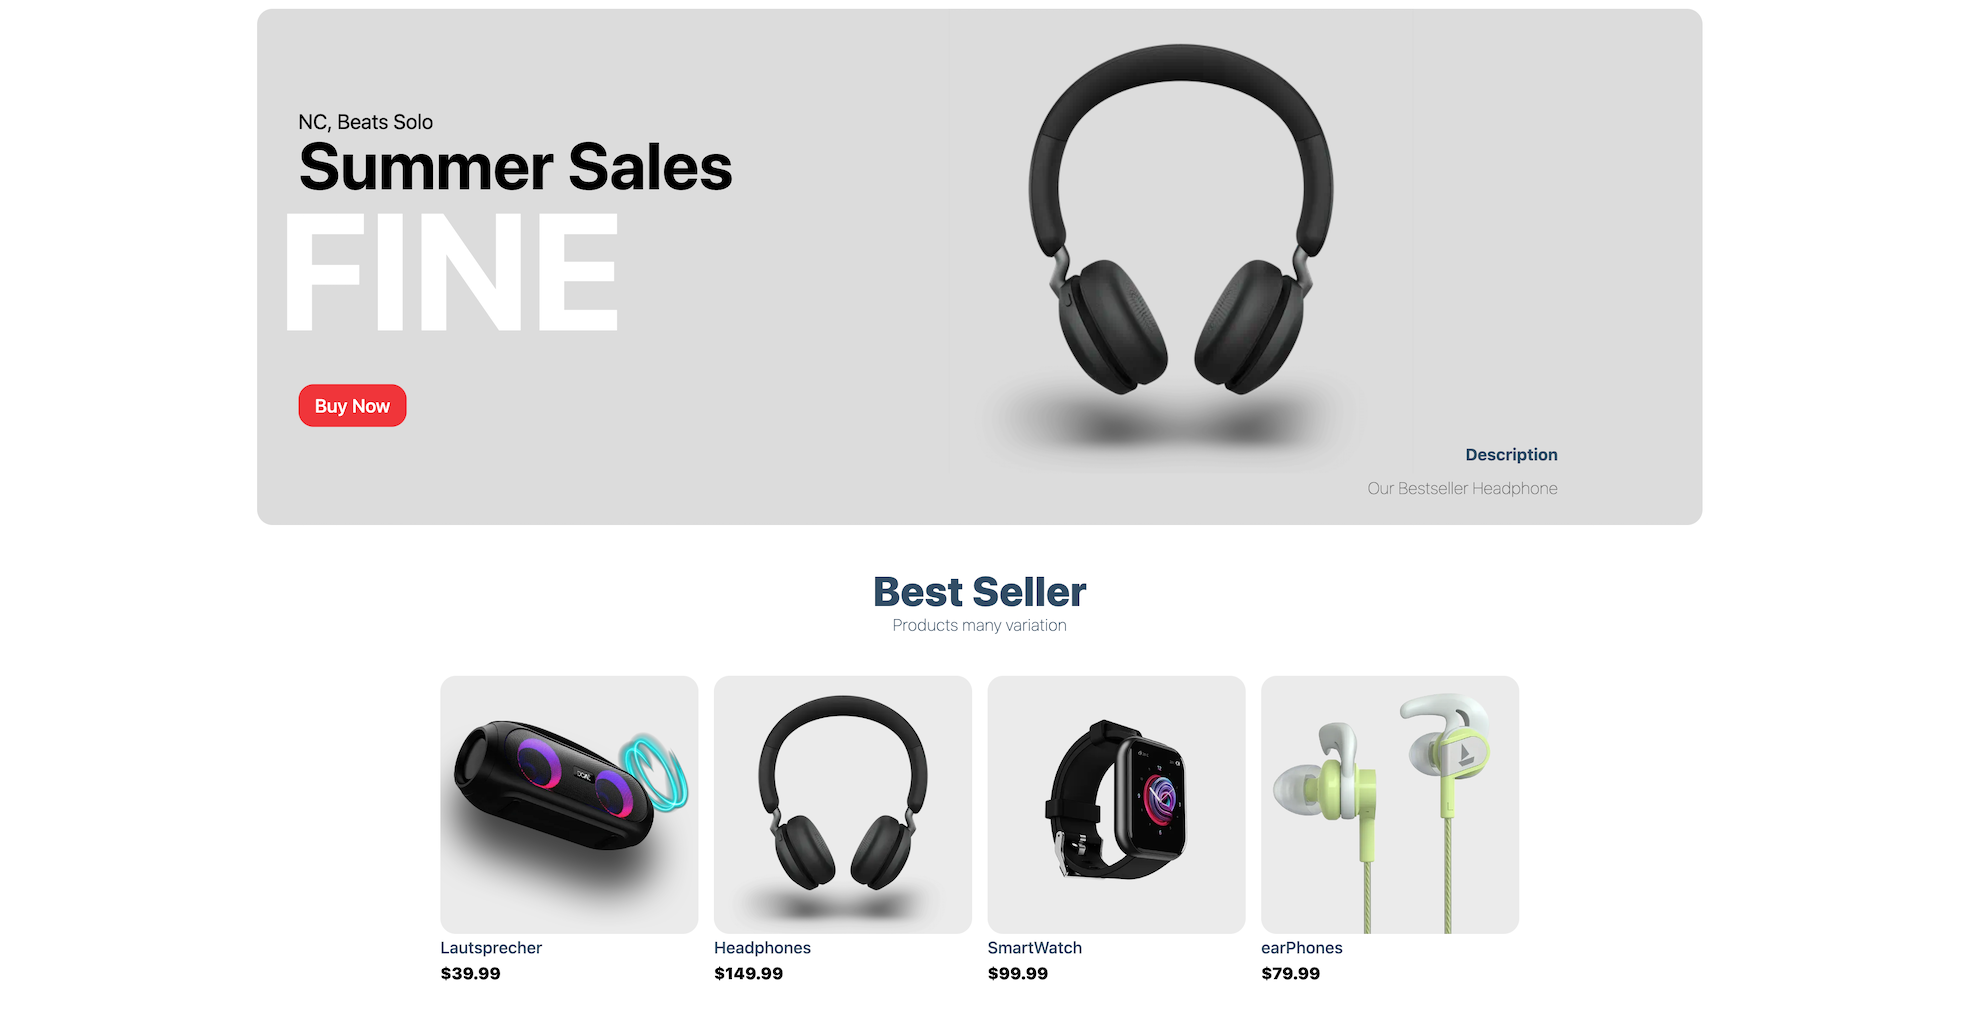 NC, Beats Solo
Summer Sales
FINE
Buy Now
Description
Our Bestseller Headphone
Best Seller
Products many variation
Lautsprecher
$39.99
Headphones
$149.99
SmartWatch
$99.99
earPhones
$79.99